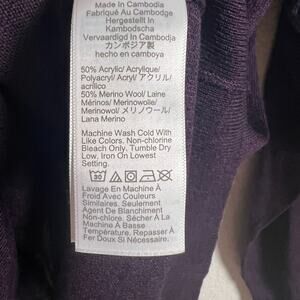 Made In Cambodia
Fabriqué Au Cambodge
Hergestellt In
Kambodscha
Vervaardigd in Cambodja
カンボジア製
hecho en camboya
50% Acrylic/ Acrylique/
Polyacryl/ Acryl/ アクリル/
acrílico
50% Merino Wool/ Laine
Mérinos/ Merinowolle/
Merinowol/ メリノウール/
Lana Merino
Machine Wash Cold With
Like Colors. Non-chlorine
Bleach Only. Tumble Dry
Low. Iron On Lowest
Setting.
30
Lavage En Machine À
Froid Avec Couleurs
Similaires. Seulement
Agent De Blanchiment
Non-chlore. Sécher À La
Machine À Basse
Température. Repasser À
Fer Doux Si Nécessaire.